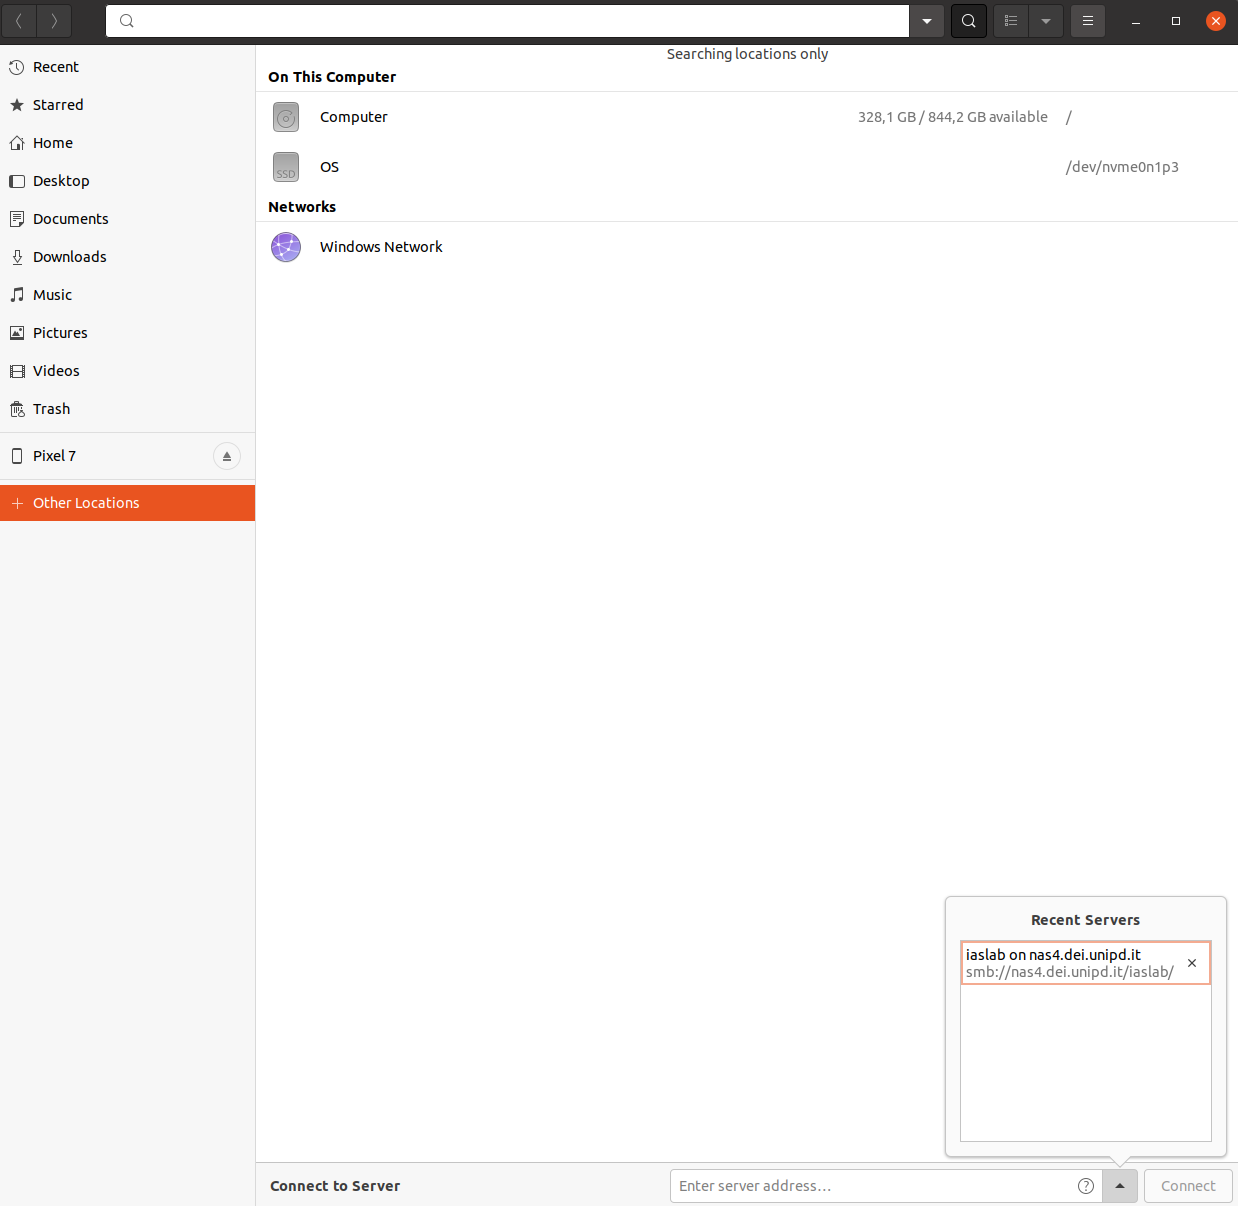 Searching locations only
Recent
Starred
Home
Desktop
Documents
Downloads
Music
Pictures
Videos
Trash
Pixel 7
Other Locations
On This Computer
Computer 328,1 GB / 844,2 GB available /
OS /dev/nvme0n1p3
SSD
Networks
Windows Network
Recent Servers
iaslab on nas4.dei.unipd.it
smb://nas4.dei.unipd.it/iaslab/
Connect to Server Enter server address... ? Connect